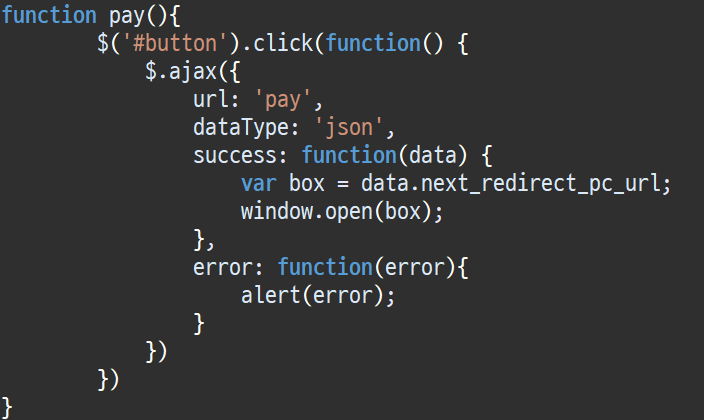 function pay(){
        $('#button').click(function() {
            $.ajax({
                url: 'pay',
                dataType: 'json',
                success: function(data) {
                    var box = data.next_redirect_pc_url;
                    window.open(box);
                },
                error: function(error){
                    alert(error);
                }
            })
        })
}